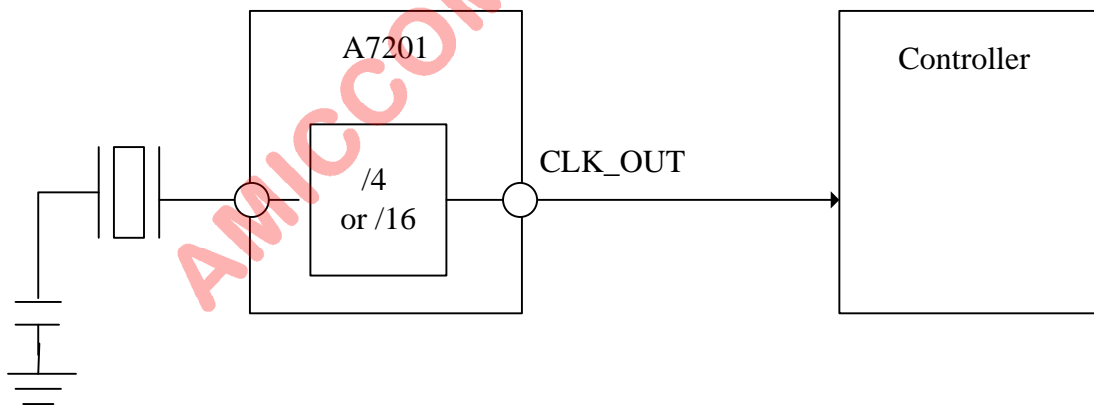 A7201
Controller
/4
or /16
CLK_OUT
AMICCOM